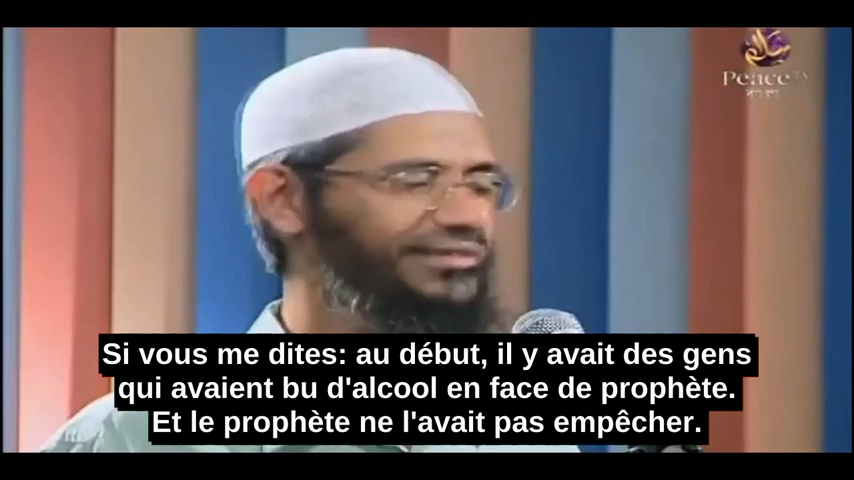 سلام
Peace TV
বাংলা
Si vous me dites: au début, il y avait des gens
qui avaient bu d'alcool en face de prophète.
Et le prophète ne l'avait pas empêcher.